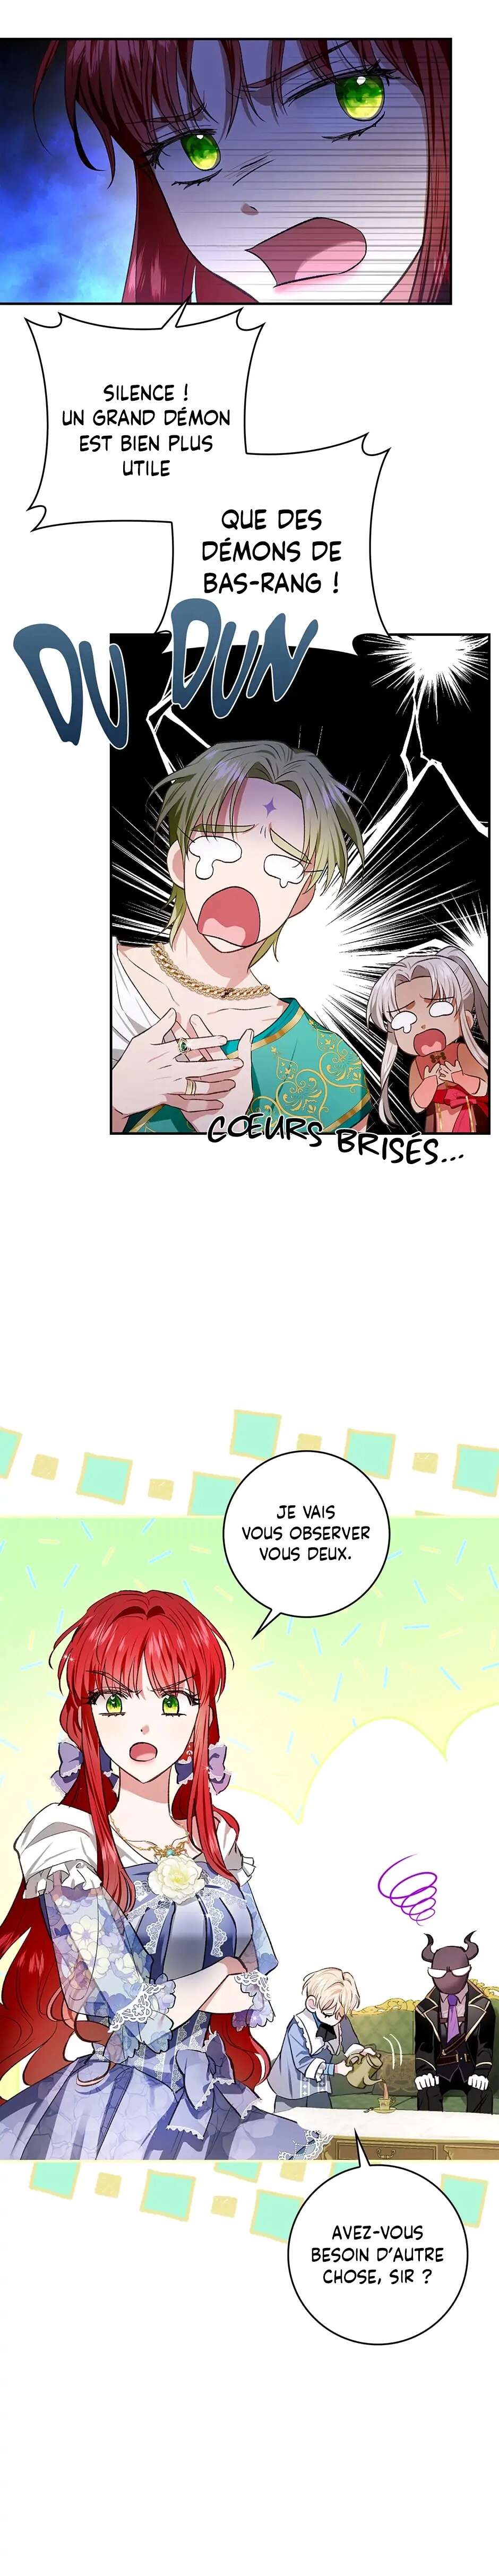 SILENCE !
UN GRAND DÉMON
EST BIEN PLUS
UTILE
QUE DES
DÉMONS DE
BAS-RANG !
DU DUN
CŒURS BRISÉS...
JE VAIS
VOUS OBSERVER
VOUS DEUX.
AVEZ-VOUS
BESOIN D'AUTRE
CHOSE, SIR ?